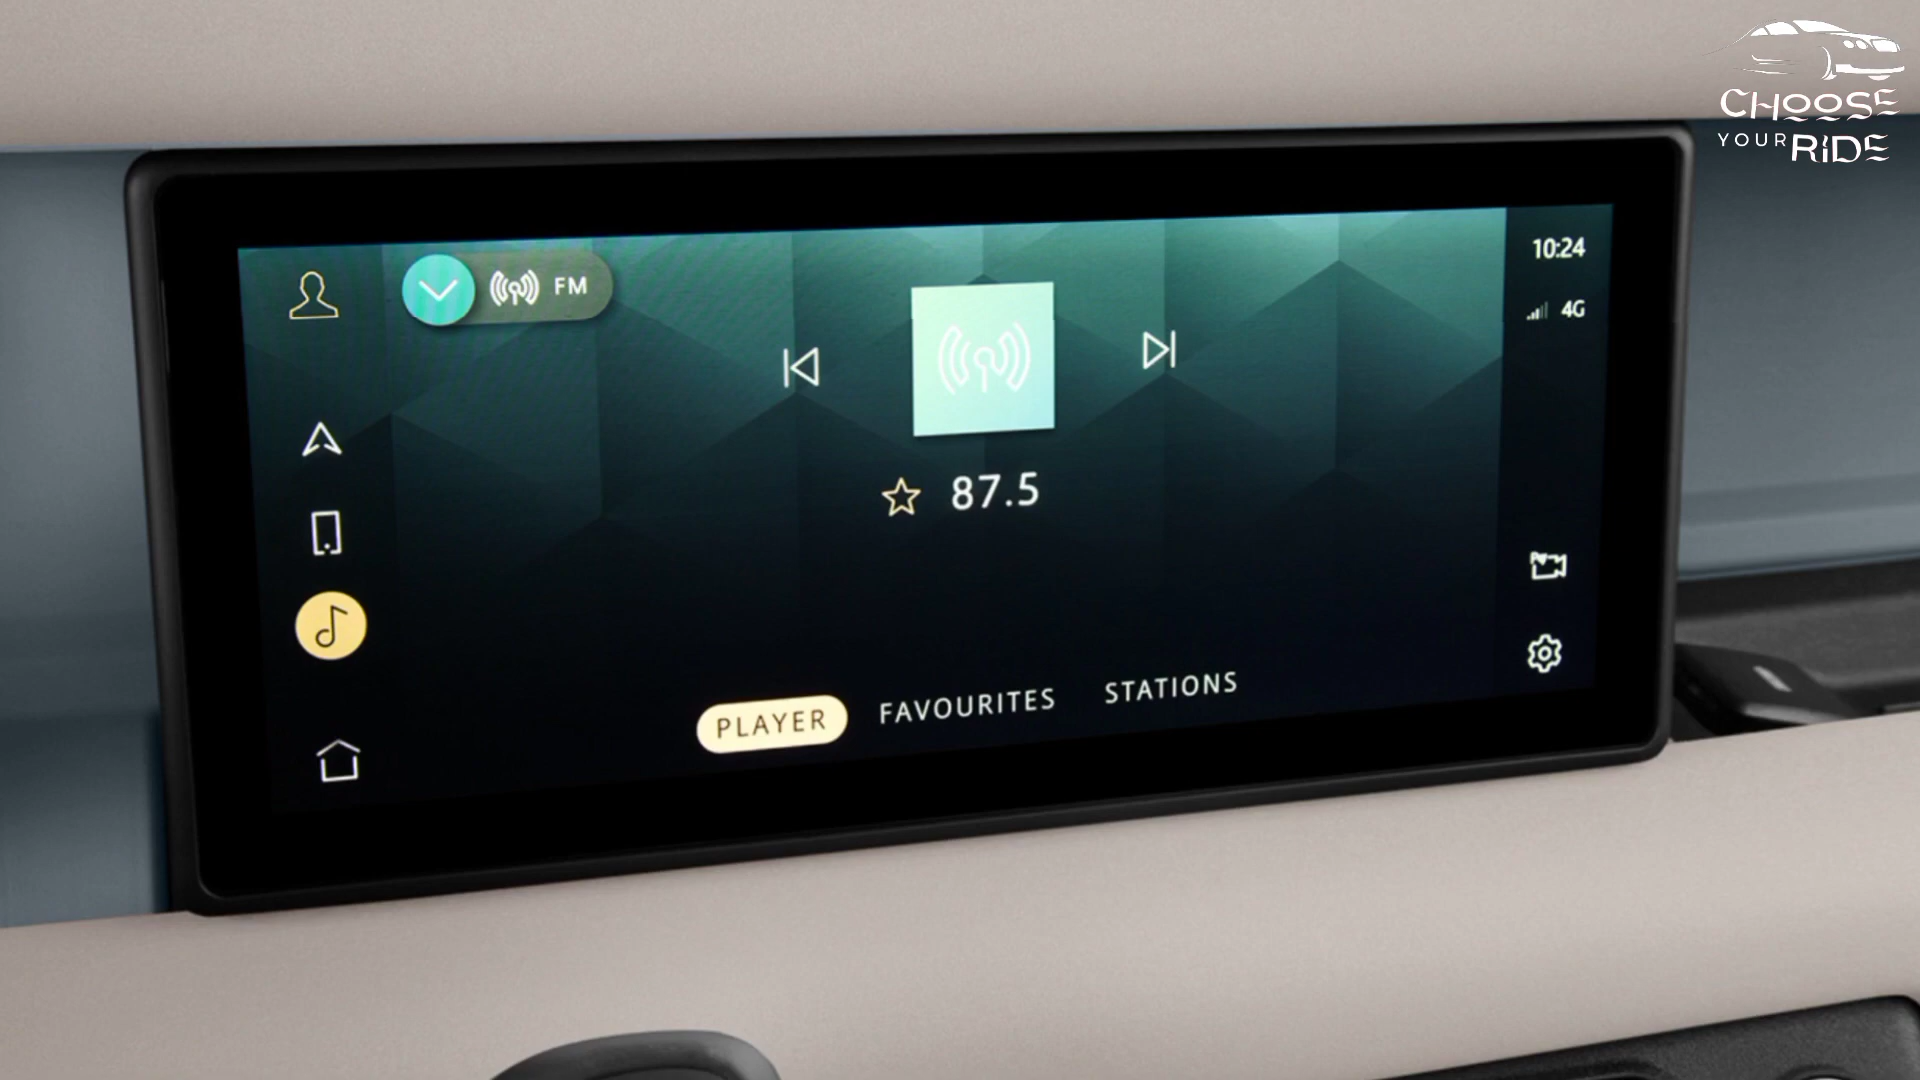 CHOOSE
YOUR RiDE
10:24
FM
4G
87.5
PLAYER
FAVOURITES
STATIONS